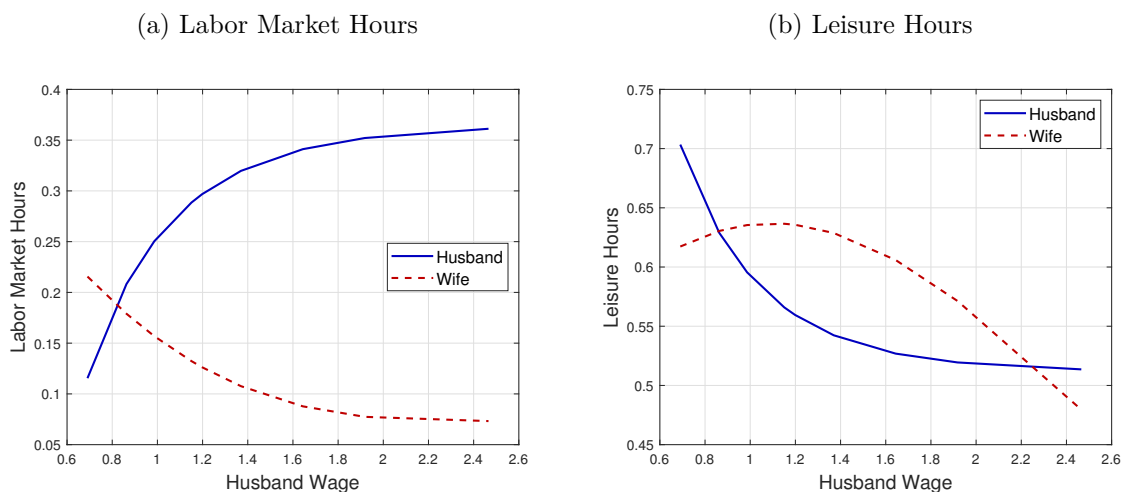 (a) Labor Market Hours
0.4
0.35
0.3
0.25
0.2
0.15
0.1
0.05
Labor Market Hours
Husband
Wife
0.6 0.8 1 1.2 1.4 1.6 1.8 2 2.2 2.4 2.6
Husband Wage
(b) Leisure Hours
0.75
0.7
0.65
0.6
0.55
0.5
0.45
Leisure Hours
Husband
Wife
0.6 0.8 1 1.2 1.4 1.6 1.8 2 2.2 2.4 2.6
Husband Wage